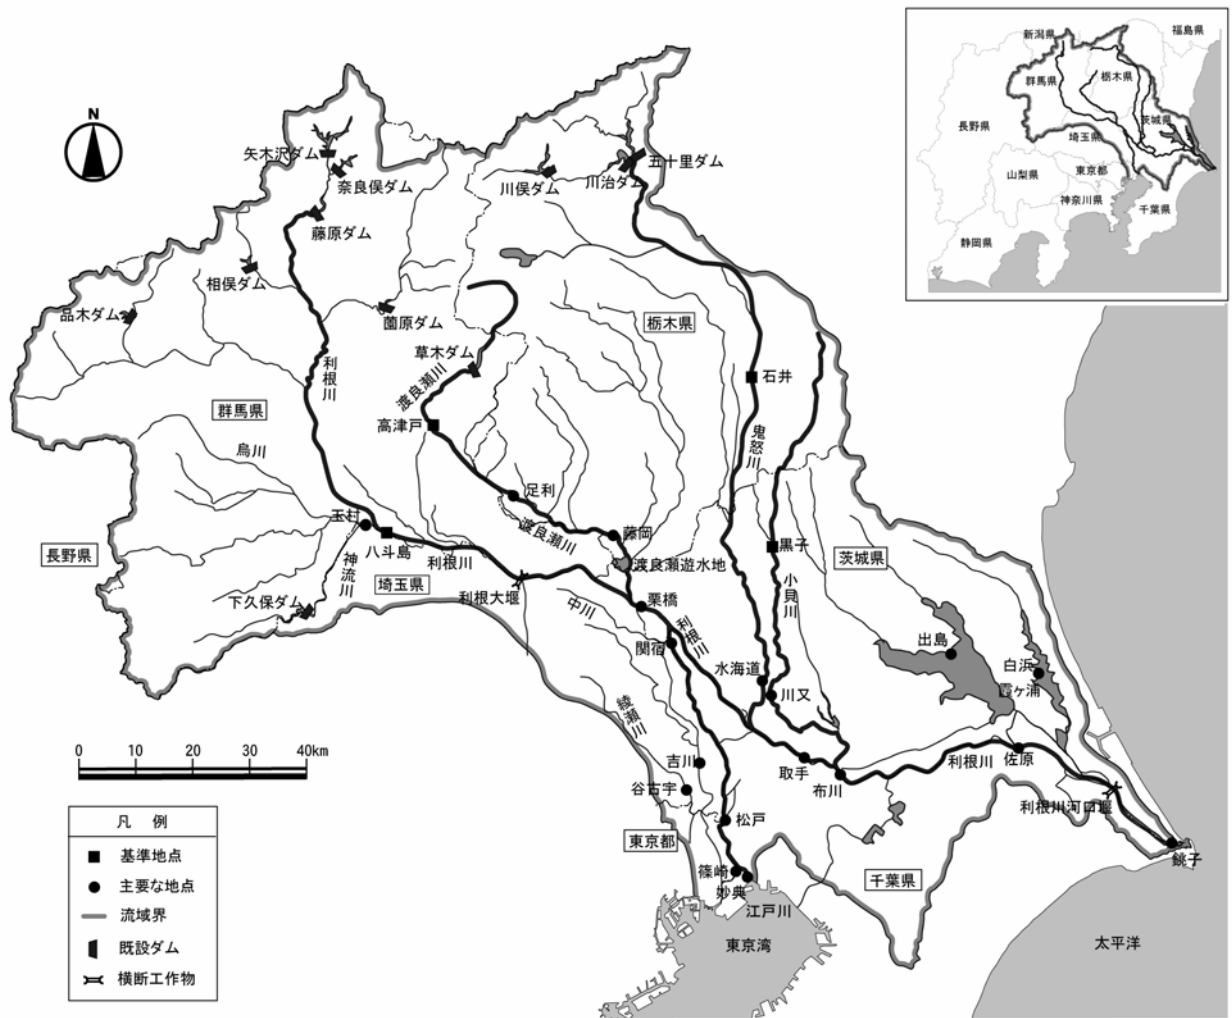 新潟県
福島県
群馬県
栃木県
長野県
茨城県
埼玉県
山梨県
東京都
神奈川県
千葉県
静岡県
N
矢木沢ダム
奈良俣ダム
五十里ダム
川俣ダム
川治ダム
藤原ダム
相俣ダム
品木ダム
薗原ダム
栃木県
草木ダム
利根川
渡良瀬川
石井
群馬県
高津戸
烏川
鬼怒川
足利
玉村
渡良瀬川
藤岡
八斗島
黒子
長野県
利根川
渡良瀬遊水地
茨城県
神流川
埼玉県
小貝川
下久保ダム
利根大堰
中川
栗橋
利根川
関宿
出島
水海道
白浜
川又
霞ヶ浦
綾瀬川
0 10 20 30 40km
吉川
取手
利根川
佐原
谷古宇
布川
利根川河口堰
凡 例
松戸
東京都
基準地点
銚子
篠崎
千葉県
主要な地点
妙典
江戸川
流域界
東京湾
太平洋
既設ダム
横断工作物